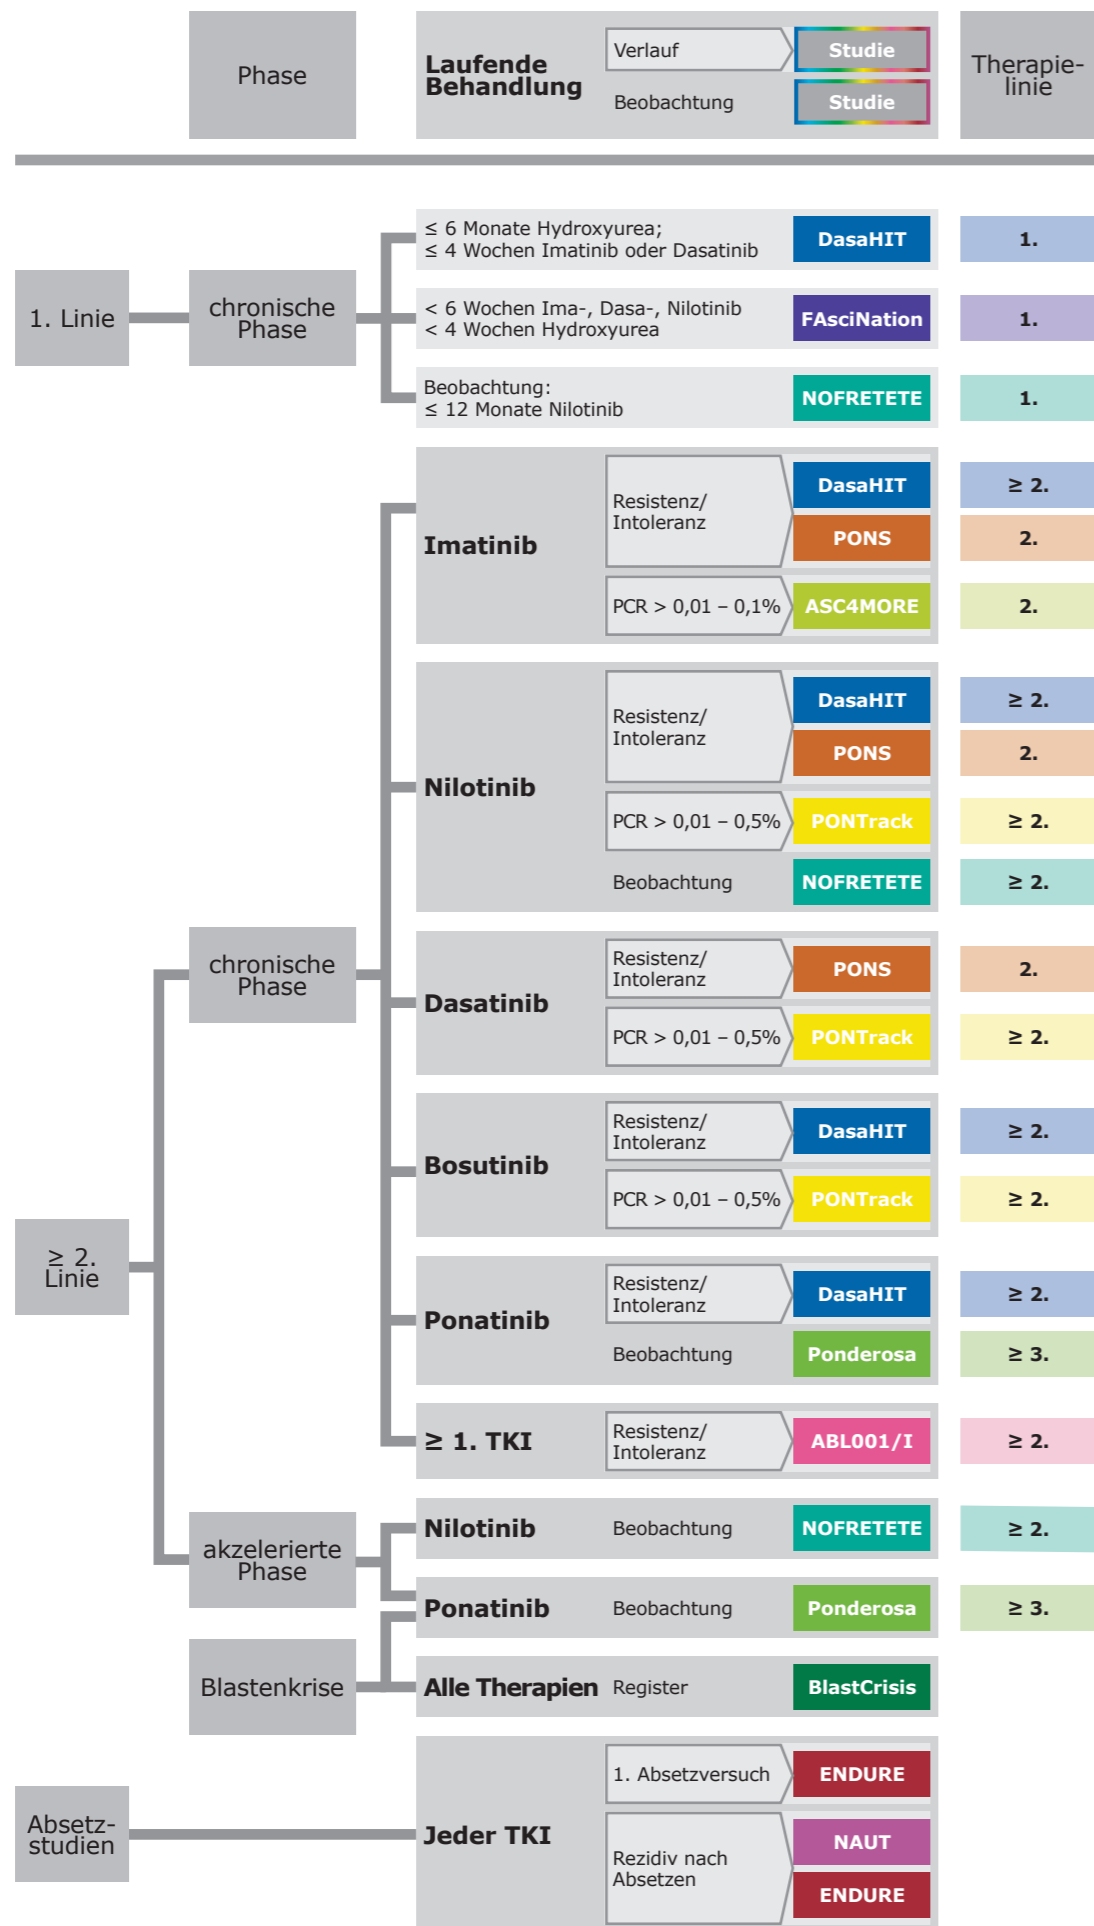 Phase
Laufende
Behandlung
Verlauf
Studie
Beobachtung
Studie
Therapie-
linie
1. Linie
chronische
Phase
≤ 6 Monate Hydroxyurea;
≤ 4 Wochen Imatinib oder Dasatinib
DasaHIT
1.
< 6 Wochen Ima-, Dasa-, Nilotinib
< 4 Wochen Hydroxyurea
FAsciNation
1.
Beobachtung:
≤ 12 Monate Nilotinib
NOFRETETE
1.
≥ 2.
Linie
chronische
Phase
Imatinib
Resistenz/
Intoleranz
DasaHIT
≥ 2.
PONS
2.
PCR > 0,01 – 0,1%
ASC4MORE
2.
Nilotinib
Resistenz/
Intoleranz
DasaHIT
≥ 2.
PONS
2.
PCR > 0,01 – 0,5%
PONTrack
≥ 2.
Beobachtung
NOFRETETE
≥ 2.
Dasatinib
Resistenz/
Intoleranz
PONS
2.
PCR > 0,01 – 0,5%
PONTrack
≥ 2.
Bosutinib
Resistenz/
Intoleranz
DasaHIT
≥ 2.
PCR > 0,01 – 0,5%
PONTrack
≥ 2.
Ponatinib
Resistenz/
Intoleranz
DasaHIT
≥ 2.
Beobachtung
Ponderosa
≥ 3.
≥ 1. TKI
Resistenz/
Intoleranz
ABL001/I
≥ 2.
akzelerierte
Phase
Nilotinib
Beobachtung
NOFRETETE
≥ 2.
Ponatinib
Beobachtung
Ponderosa
≥ 3.
Blastenkrise
Alle Therapien
Register
BlastCrisis
Absetz-
studien
Jeder TKI
1. Absetzversuch
ENDURE
Rezidiv nach
Absetzen
NAUT
ENDURE